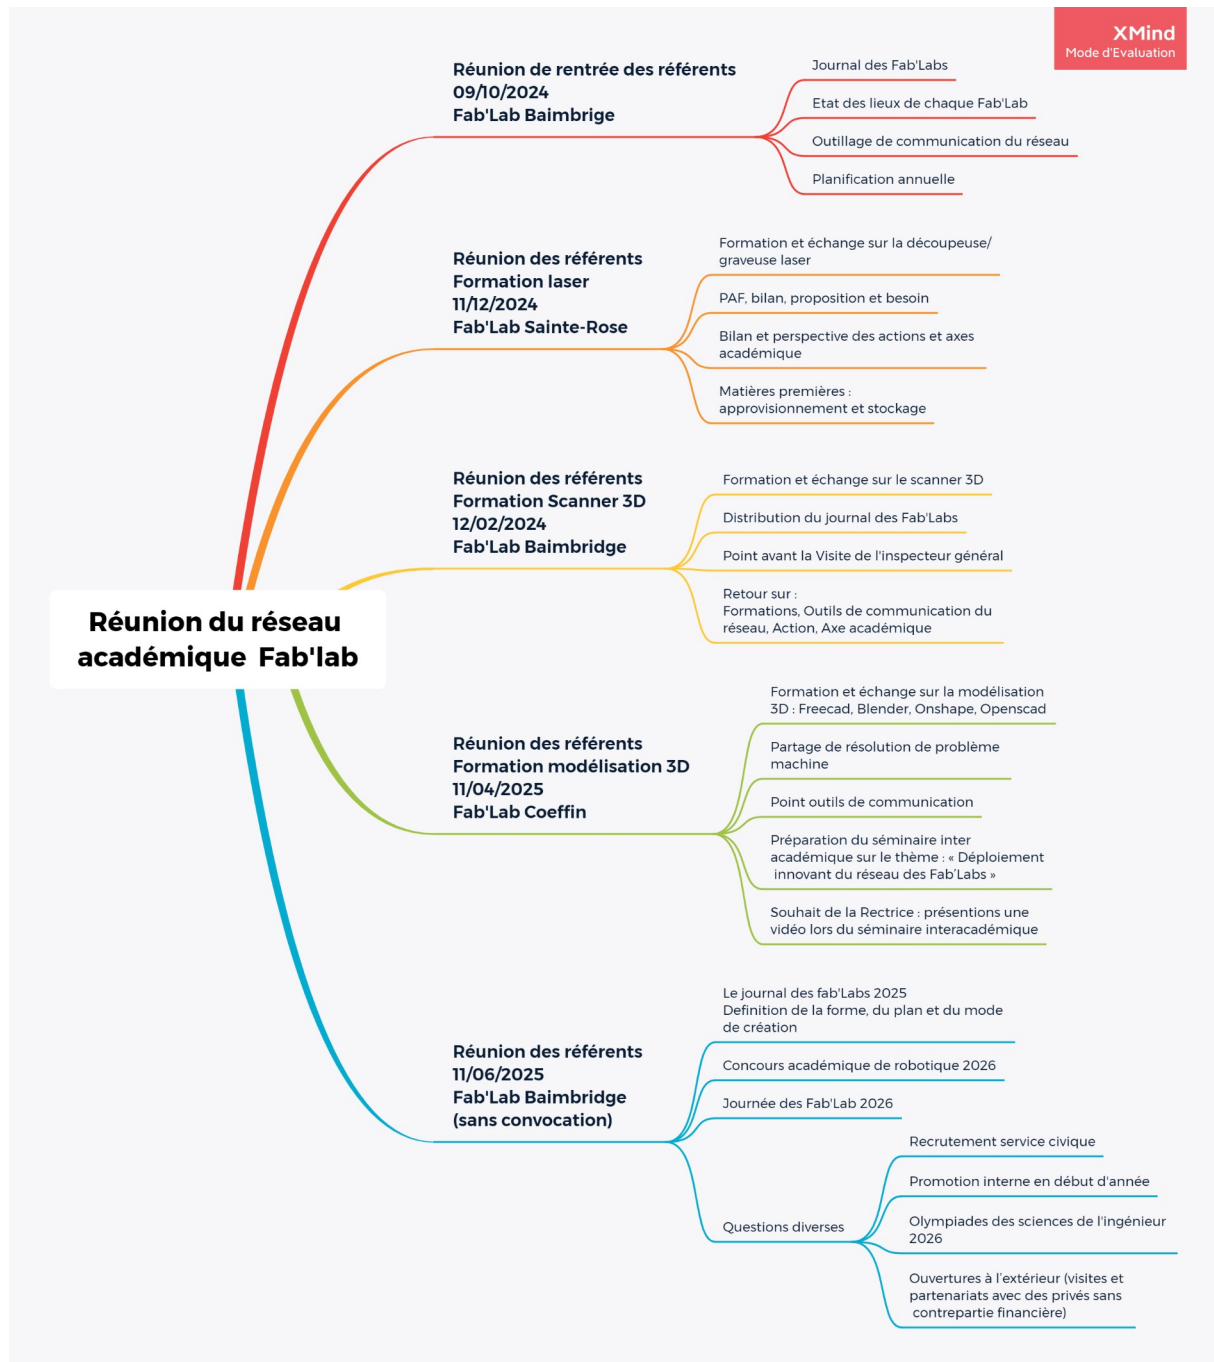 XMind
Mode d'Evaluation
Réunion de rentrée des référents
09/10/2024
Fab'Lab Baimbrige
Journal des Fab'Labs
Etat des lieux de chaque Fab'Lab
Outillage de communication du réseau
Planification annuelle
Réunion des référents
Formation laser
11/12/2024
Fab'Lab Sainte-Rose
Formation et échange sur la découpeuse/
graveuse laser
PAF, bilan, proposition et besoin
Bilan et perspective des actions et axes
académique
Matières premières :
approvisionnement et stockage
Réunion des référents
Formation Scanner 3D
12/02/2024
Fab'Lab Baimbridge
Formation et échange sur le scanner 3D
Distribution du journal des Fab'Labs
Point avant la Visite de l'inspecteur général
Retour sur :
Formations, Outils de communication du
réseau, Action, Axe académique
Réunion du réseau
académique Fab'lab
Réunion des référents
Formation modélisation 3D
11/04/2025
Fab'Lab Coeffin
Formation et échange sur la modélisation
3D : Freecad, Blender, Onshape, Openscad
Partage de résolution de problème
machine
Point outils de communication
Préparation du séminaire inter
académique sur le thème : « Déploiement
innovant du réseau des Fab’Labs »
Souhait de la Rectrice : présentions une
vidéo lors du séminaire interacadémique
Réunion des référents
11/06/2025
Fab'Lab Baimbridge
(sans convocation)
Le journal des fab'Labs 2025
Definition de la forme, du plan et du mode
de création
Concours académique de robotique 2026
Journée des Fab'Lab 2026
Questions diverses
Recrutement service civique
Promotion interne en début d'année
Olympiades des sciences de l'ingénieur
2026
Ouvertures à l’extérieur (visites et
partenariats avec des privés sans
contrepartie financière)